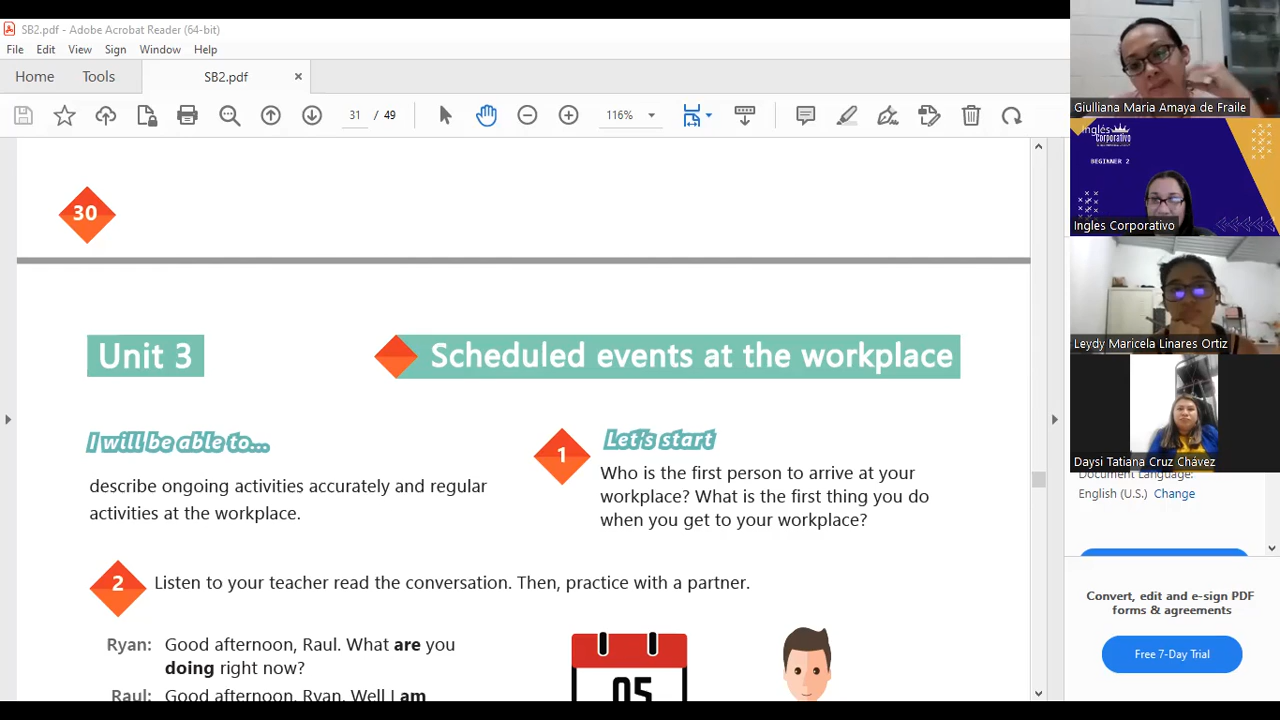 SB2.pdf - Adobe Acrobat Reader (64-bit)
File Edit View Sign Window Help
Home Tools SB2.pdf ×
31 / 49 116%
30
Unit 3
Scheduled events at the workplace
I will be able to...
describe ongoing activities accurately and regular
activities at the workplace.
1
Let's start
Who is the first person to arrive at your
workplace? What is the first thing you do
when you get to your workplace?
2 Listen to your teacher read the conversation. Then, practice with a partner.
Ryan: Good afternoon, Raul. What are you
doing right now?
Raul: Good afternoon, Ryan. Well I am
05
Giulliana María Amaya de Fraile
Inglés
Corporativo
BEGINNER 2
Ingles Corporativo
Leydy Maricela Linares Ortiz
Daysi Tatiana Cruz Chávez
Document Language:
English (U.S.) Change
Convert, edit and e-sign PDF
forms & agreements
Free 7-Day Trial